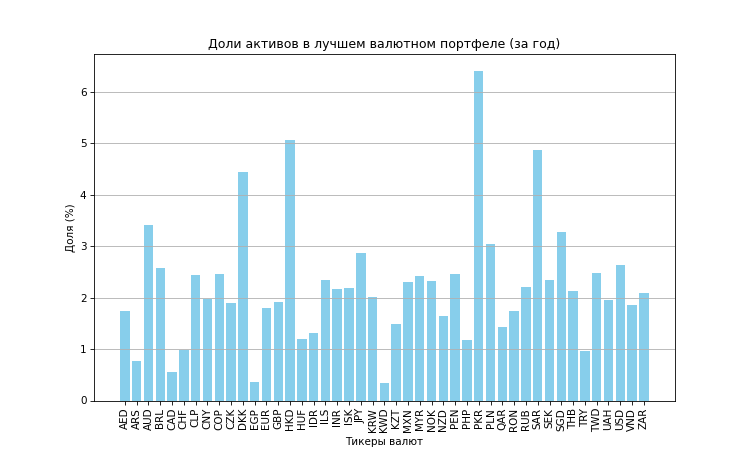 Доли активов в лучшем валютном портфеле (за год)
Доля (%)
6
5
4
3
2
1
0
AED ARS AUD BRL CAD CHF CLP CNY COP CZK DKK EGP EUR GBP HKD HUF IDR ILS INR ISK JPY KRW KWD KZT MXN MYR NOK NZD PEN PHP PKR PLN QAR RON RUB SAR SEK SGD THB TRY TWD UAH USD VND ZAR
Тикеры валют